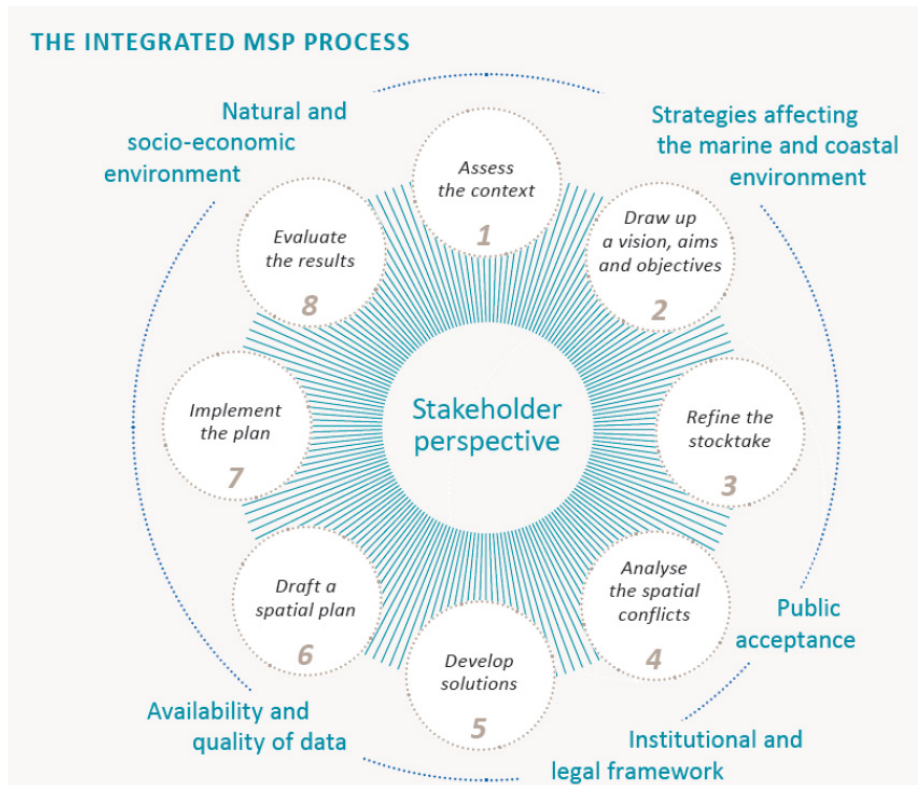 THE INTEGRATED MSP PROCESS
Natural and
socio-economic
environment
Strategies affecting
the marine and coastal
environment
Assess
the context
1
Draw up
a vision, aims
and objectives
2
Refine the
stocktake
3
Analyse
the spatial
conflicts
4
Develop
solutions
5
Draft a
spatial plan
6
Implement
the plan
7
Evaluate
the results
8
Stakeholder
perspective
Public
acceptance
Institutional and
legal framework
Availability and
quality of data